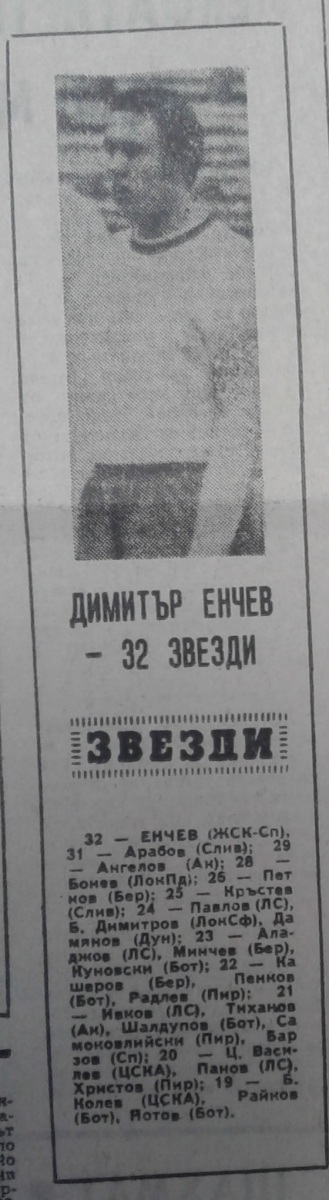 ДИМИТЪР ЕНЧЕВ
– 32 ЗВЕЗДИ
ЗВЕЗДИ
32 — ЕНЧЕВ (ЖСК-Сп),
31 — Арабов (Слив); 29
— Ангелов (Ак); 28 —
Бонев (ЛокПд); 26 — Пет
ков (Бер); 25 — Кръстев
(Слив); 24 — Павлов (ЛС),
Б. Димитров (ЛокСф), Да
мянов (Дун); 23 — Ала-
джов (ЛС), Минчев (Бер),
Куновски (Бот); 22 — Ка
шеров (Бер), Пенков
(Бот), Радлев (Пир); 21
— Ивков (ЛС), Тиханов
(Ак), Шалдупов (Бот), Са
моковлийски (Пир), Бар
зов (Сп); 20 — Ц. Васи-
лев (ЦСКА), Панов (ЛС),
Христов (Пир); 19 — Б.
Колев (ЦСКА), Райков
(Бот), Йотов (Бот).